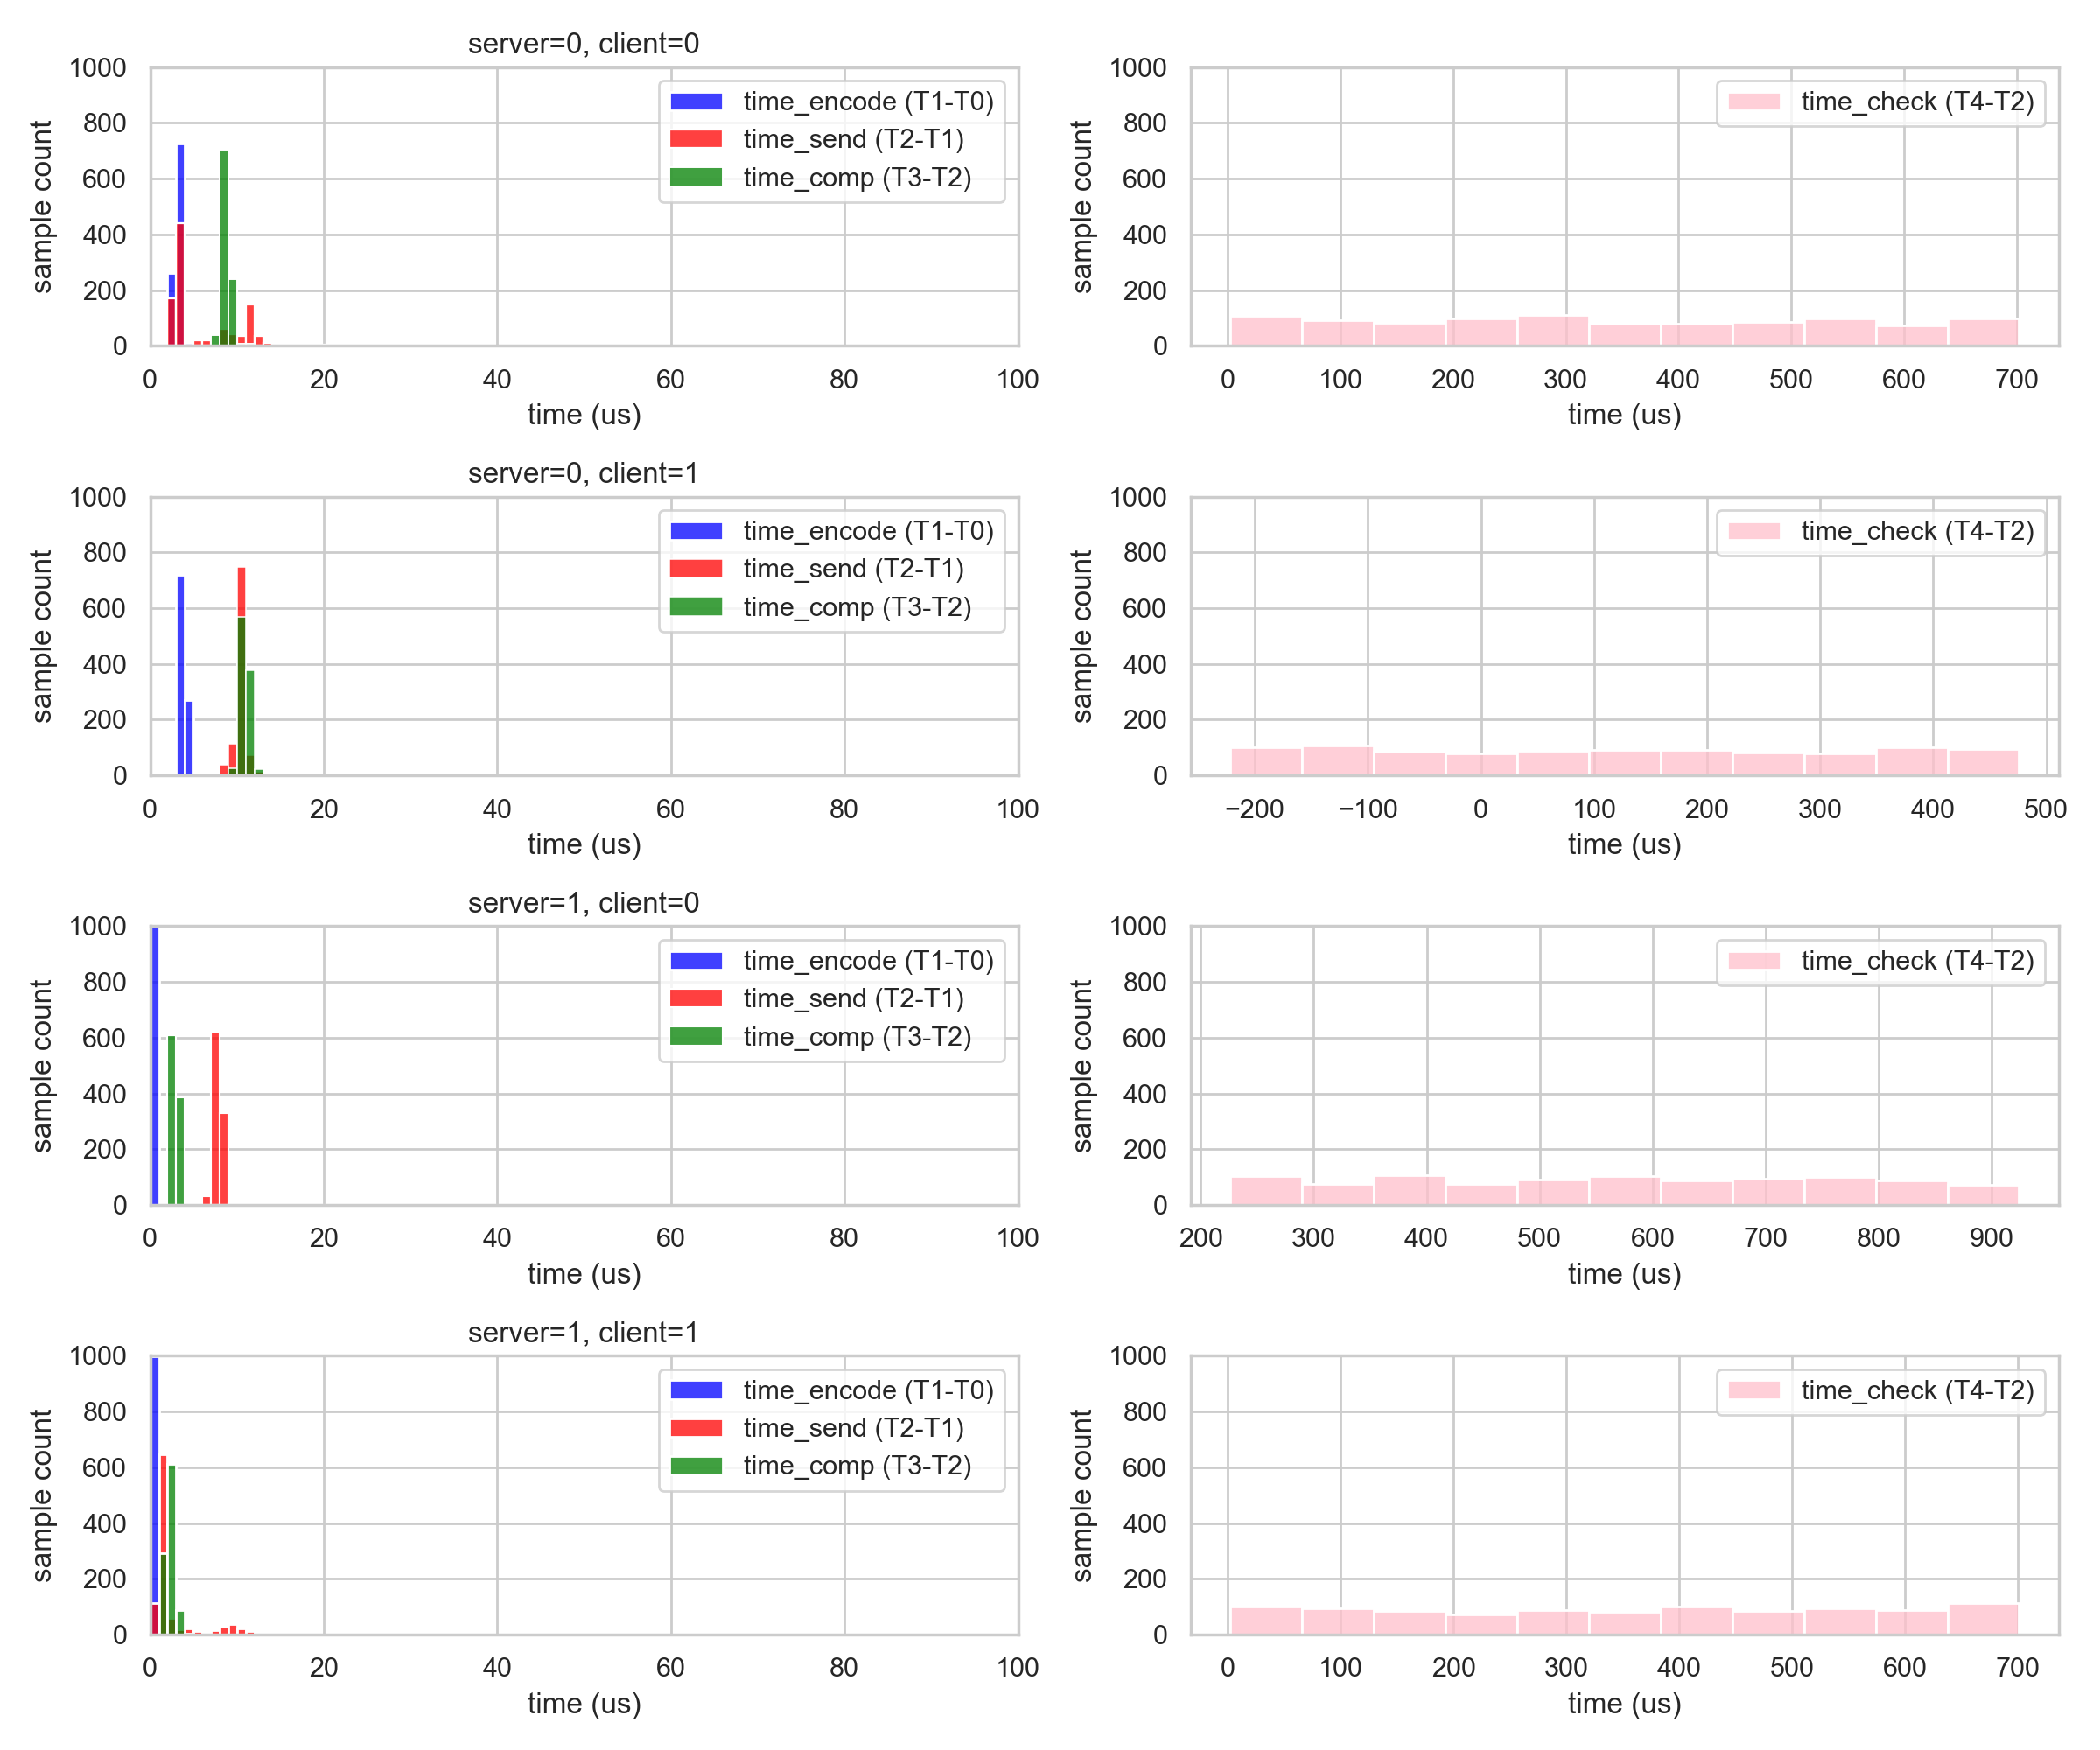 server=0, client=0
1000
800
600
400
200
0
sample count
time_encode (T1-T0)
time_send (T2-T1)
time_comp (T3-T2)
0 20 40 60 80 100
time (us)
1000
800
600
400
200
0
sample count
time_check (T4-T2)
0 100 200 300 400 500 600 700
time (us)
server=0, client=1
1000
800
600
400
200
0
sample count
time_encode (T1-T0)
time_send (T2-T1)
time_comp (T3-T2)
0 20 40 60 80 100
time (us)
1000
800
600
400
200
0
sample count
time_check (T4-T2)
−200 −100 0 100 200 300 400 500
time (us)
server=1, client=0
1000
800
600
400
200
0
sample count
time_encode (T1-T0)
time_send (T2-T1)
time_comp (T3-T2)
0 20 40 60 80 100
time (us)
1000
800
600
400
200
0
sample count
time_check (T4-T2)
200 300 400 500 600 700 800 900
time (us)
server=1, client=1
1000
800
600
400
200
0
sample count
time_encode (T1-T0)
time_send (T2-T1)
time_comp (T3-T2)
0 20 40 60 80 100
time (us)
1000
800
600
400
200
0
sample count
time_check (T4-T2)
0 100 200 300 400 500 600 700
time (us)